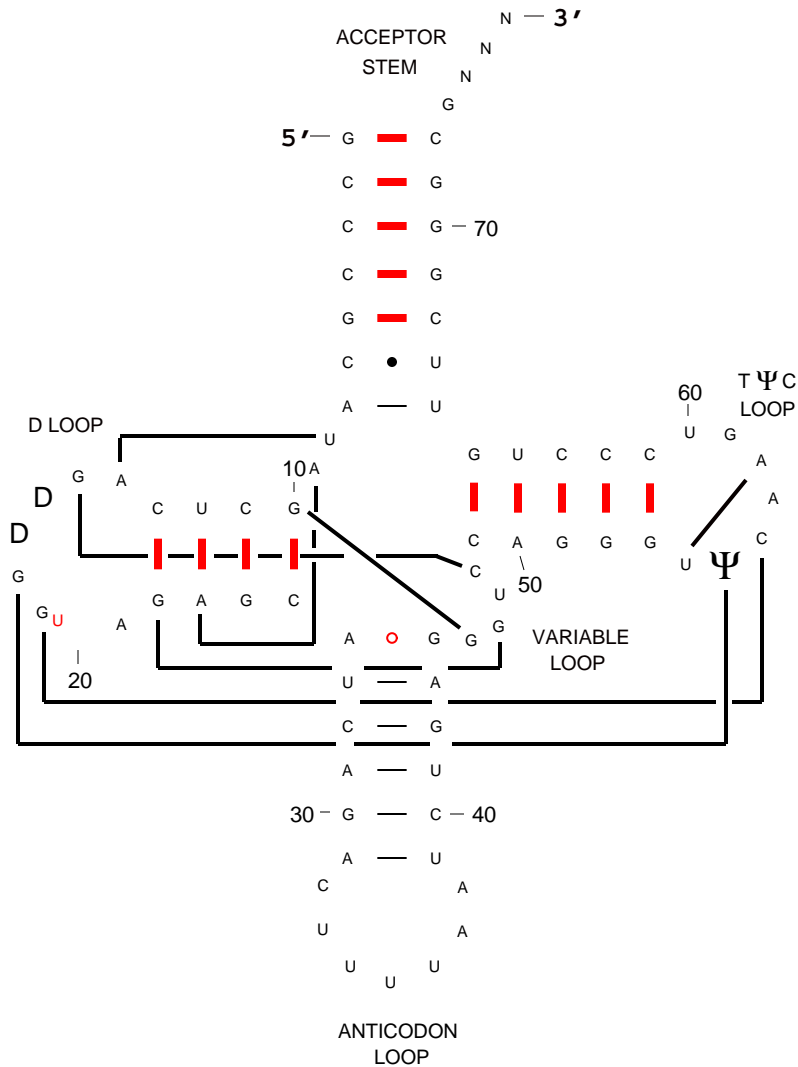 N 3′
ACCEPTOR N
STEM N
G
5′ G C
C G
C G 70
C G
G C
C U
A U
60 T Ψ C
LOOP
D LOOP U U G
G A A 10 G U C C C A
D C U C G A
D C A G G G U Ψ C
G C 50
G A G C U
G U A A G G G VARIABLE
LOOP
20 U A
C G
A U
30 G C 40
A U
C A
U A
U U U
ANTICODON
LOOP